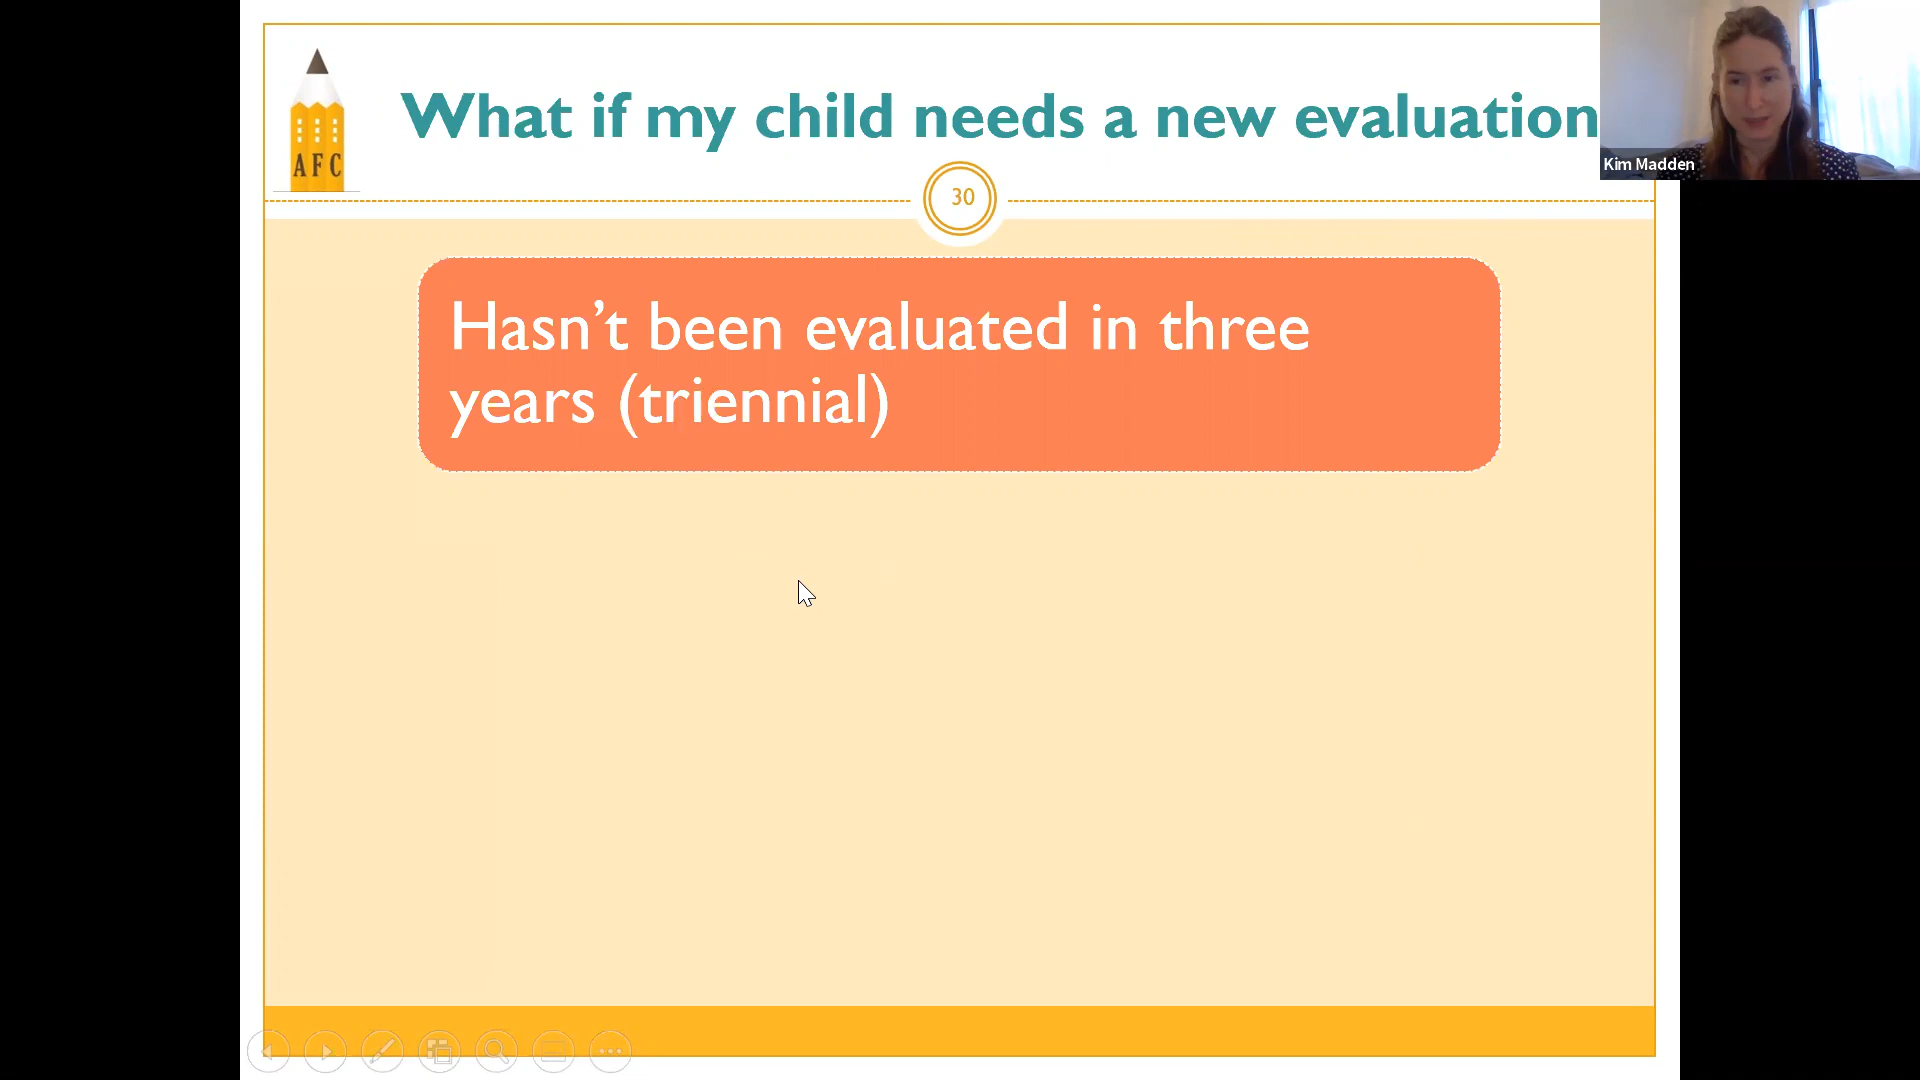 AFC
What if my child needs a new evaluation
Kim Madden
30
Hasn’t been evaluated in three
years (triennial)